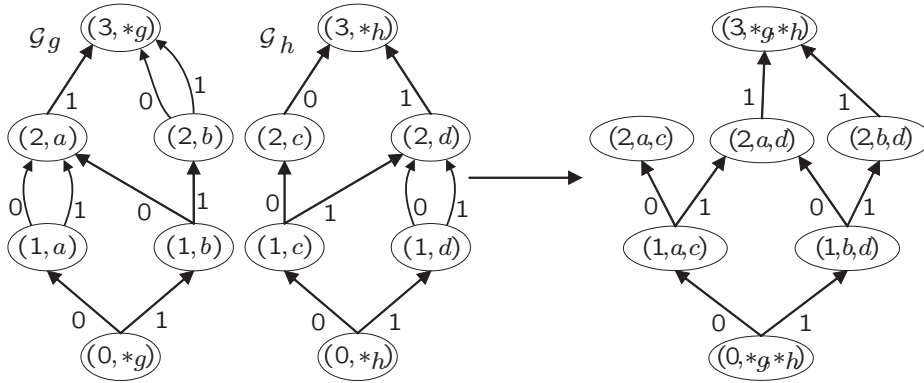 𝒢g (3, *g) 𝒢h (3, *h) (3, *g,*h)
1 0 1 0 1 1 1
(2, a) (2, b) (2, c) (2, d) (2,a,c) (2,a,d) (2,b,d)
0 1 0 1 0 1 0 1 0 1 0 1
(1, a) (1, b) (1, c) (1, d) (1,a,c) (1,b,d)
0 1 0 1 0 1
(0, *g) (0, *h) (0,*g,*h)